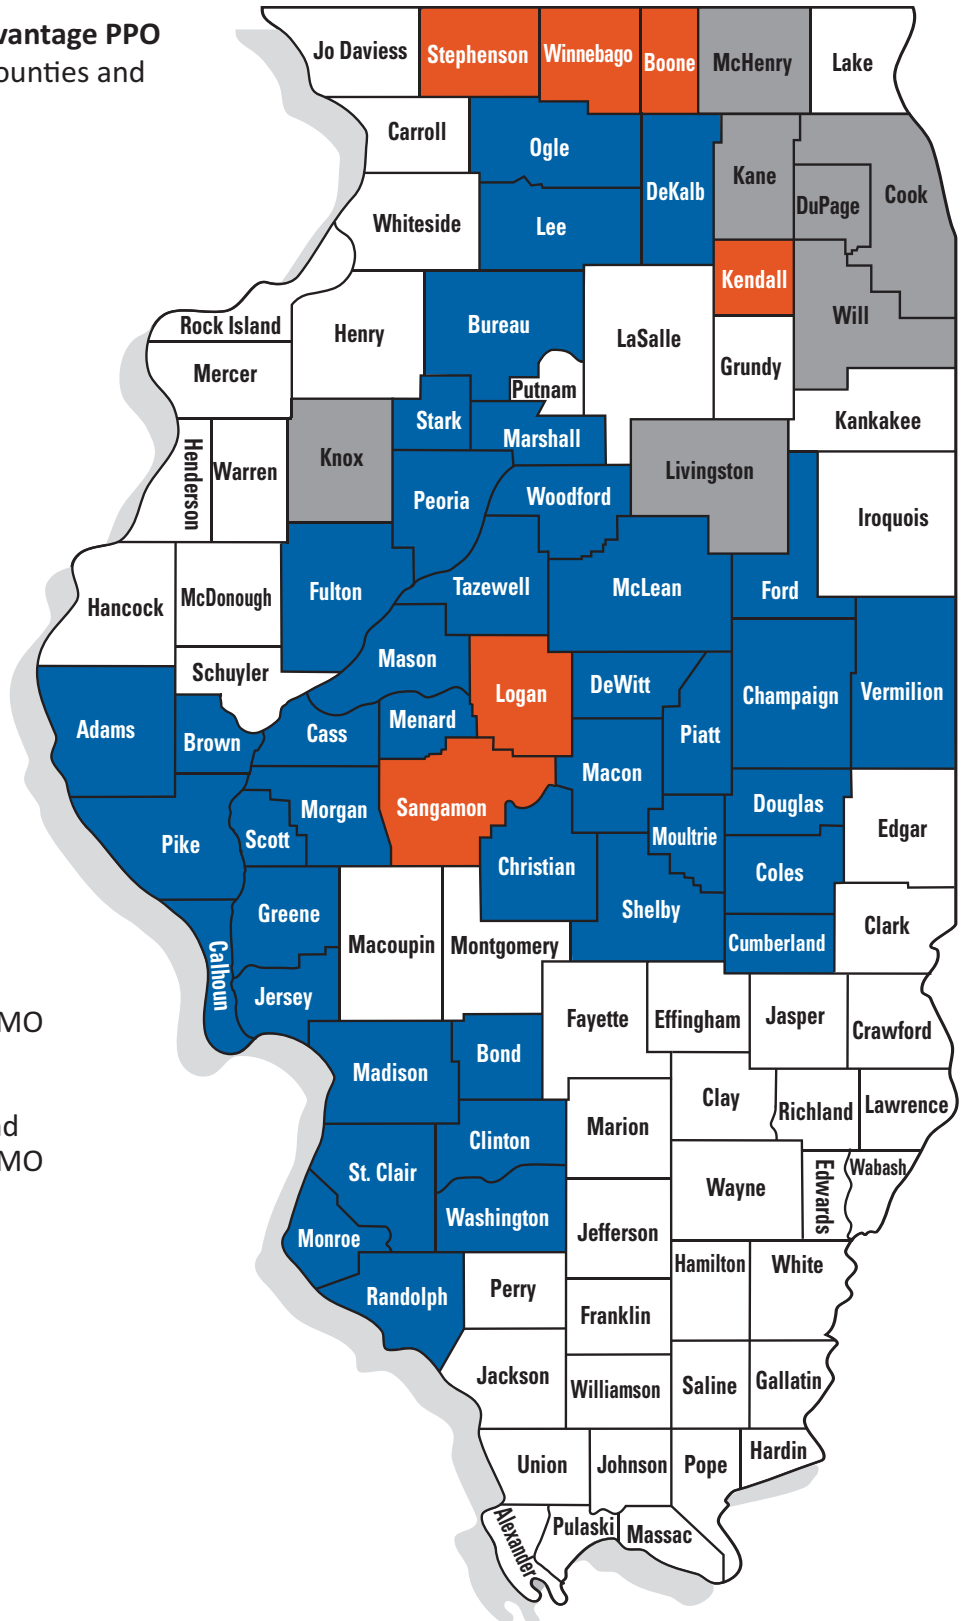 vantage PPO
ounties and
MO
nd
MO
Jo Daviess
Stephenson
Winnebago
Boone
McHenry
Lake
Carroll
Ogle
DeKalb
Kane
DuPage
Cook
Whiteside
Lee
Kendall
Will
Rock Island
Henry
Bureau
LaSalle
Grundy
Mercer
Putnam
Kankakee
Stark
Marshall
Henderson
Warren
Knox
Peoria
Woodford
Livingston
Iroquois
Hancock
McDonough
Fulton
Tazewell
McLean
Ford
Schuyler
Mason
Logan
DeWitt
Champaign
Vermilion
Adams
Brown
Cass
Menard
Piatt
Macon
Pike
Scott
Morgan
Sangamon
Christian
Moultrie
Douglas
Edgar
Coles
Shelby
Greene
Calhoun
Jersey
Macoupin
Montgomery
Cumberland
Clark
Fayette
Effingham
Jasper
Crawford
Madison
Bond
Clay
Richland
Lawrence
Marion
Clinton
St. Clair
Wayne
Edwards
Wabash
Monroe
Washington
Jefferson
Hamilton
White
Randolph
Perry
Franklin
Jackson
Williamson
Saline
Gallatin
Union
Johnson
Pope
Hardin
Alexander
Pulaski
Massac